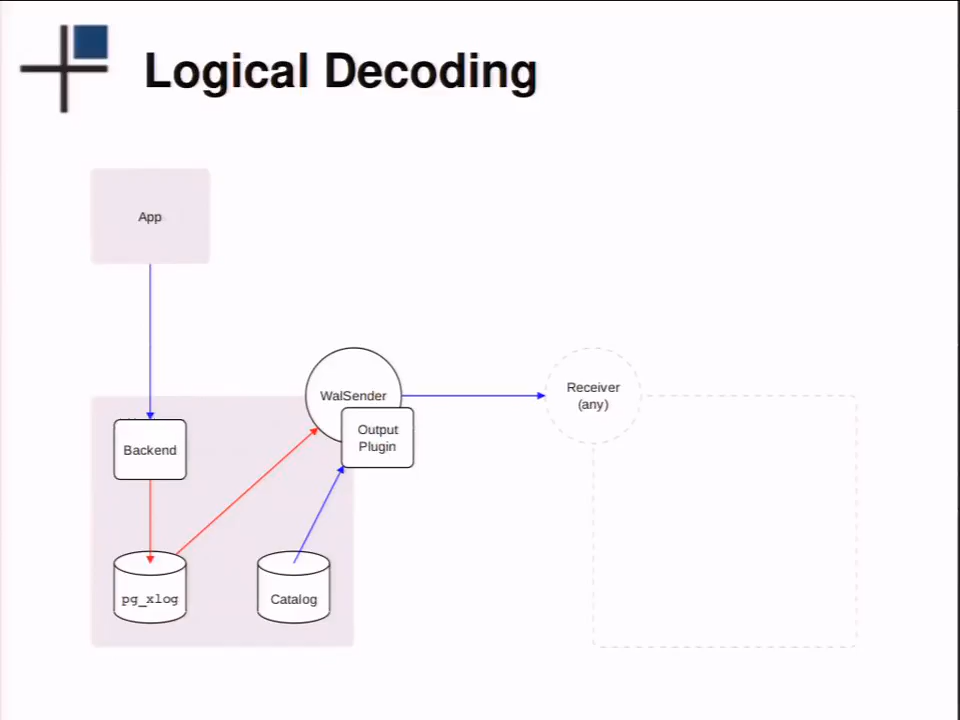 Logical Decoding
App
WalSender
Receiver
(any)
Output
Plugin
Backend
pg_xlog
Catalog